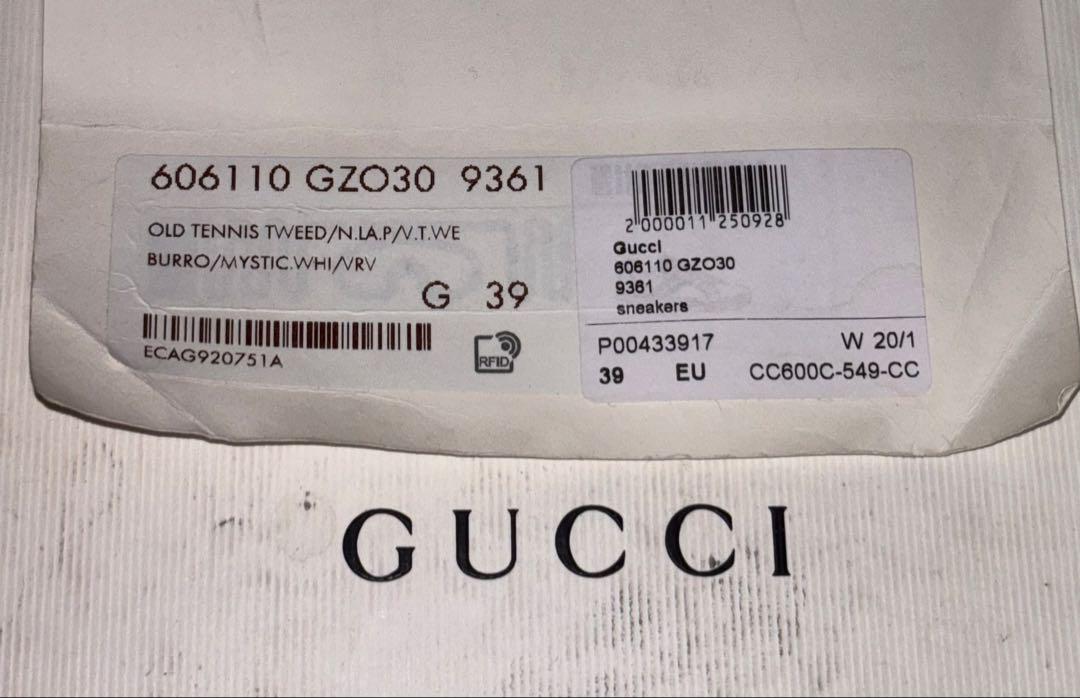 606110 GZO30 9361
OLD TENNIS TWEED/N.LA.P/V.T.WE
BURRO/MYSTIC.WHI/VRV
G 39
ECAG920751A
RFID
2 000011 250928
Gucci
606110 GZO30
9361
sneakers
P00433917 W 20/1
39 EU CC600C-549-CC
GUCCI